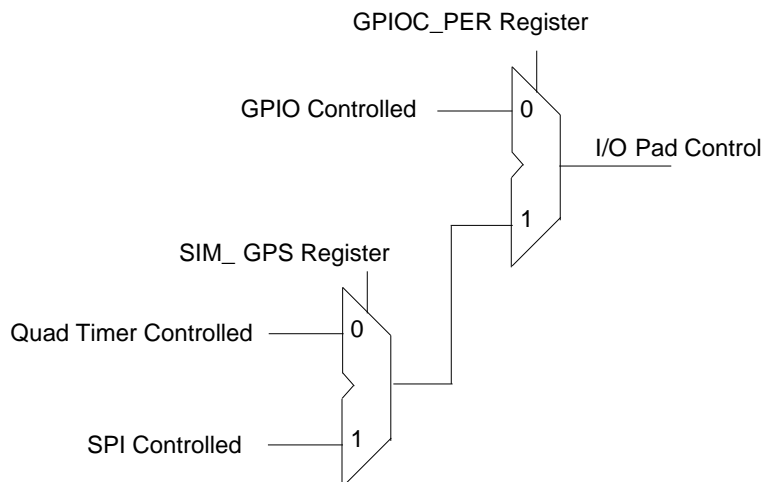 GPIOC_PER Register
GPIO Controlled
0
I/O Pad Control
1
SIM_ GPS Register
Quad Timer Controlled
0
SPI Controlled
1